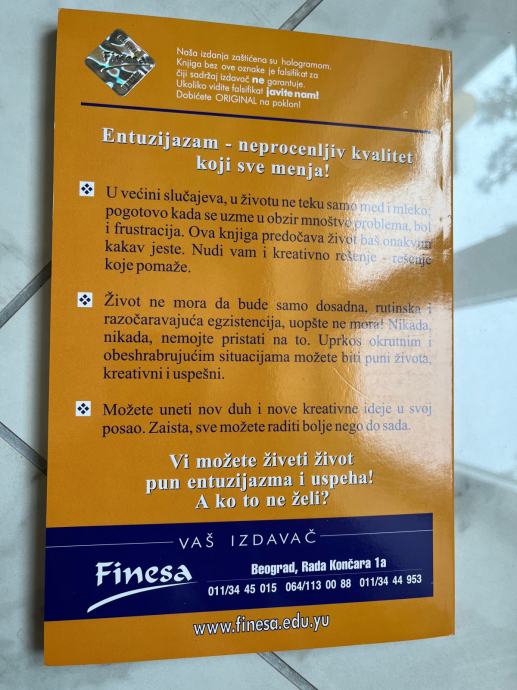 Finesa
Naša izdanja zaštićena su hologramom.
Knjiga bez ove oznake je falsifikat za
čiji sadržaj izdavač ne garantuje.
Ukoliko vidite falsifikat javite nam!
Dobićete ORIGINAL na poklon!
Entuzijazam - neprocenljiv kvalitet
koji sve menja!
U većini slučajeva, u životu ne teku samo med i mleko;
pogotovo kada se uzme u obzir mnoštvo problema, bol
i frustracija. Ova knjiga predočava život baš onakvim
kakav jeste. Nudi vam i kreativno rešenje - rešenje
koje pomaže.
Život ne mora da bude samo dosadna, rutinska i
razočaravajuća egzistencija, uopšte ne mora! Nikada,
nikada, nemojte pristati na to. Uprkos okrutnim i
obeshrabrujućim situacijama možete biti puni života,
kreativni i uspešni.
Možete uneti nov duh i nove kreativne ideje u svoj
posao. Zaista, sve možete raditi bolje nego do sada.
Vi možete živeti život
pun entuzijazma i uspeha!
A ko to ne želi?
VAŠ IZDAVAČ
Finesa
Beograd, Rada Končara 1a
011/34 45 015 064/113 00 88 011/34 44 953
www.finesa.edu.yu